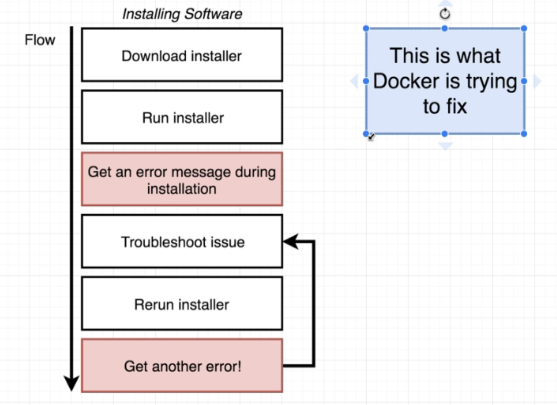 Installing Software
Flow
Download installer
Run installer
Get an error message during
installation
Troubleshoot issue
Rerun installer
Get another error!
This is what
Docker is trying
to fix